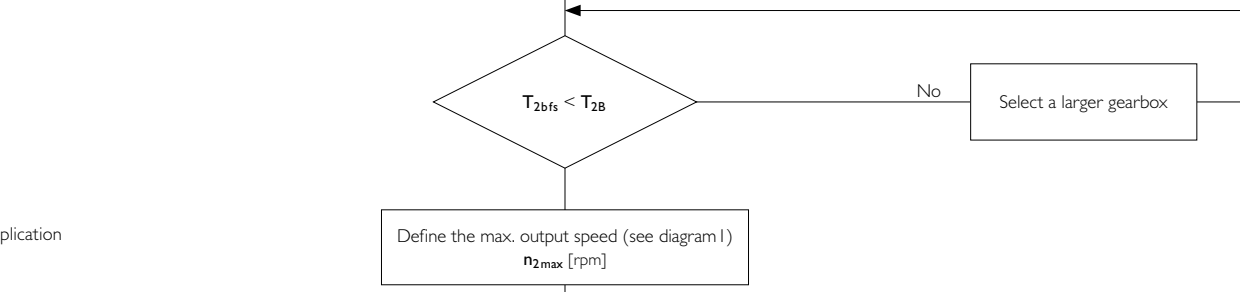 T2bfs < T2B
No
Select a larger gearbox
plication
Define the max. output speed (see diagram1)
n2max [rpm]